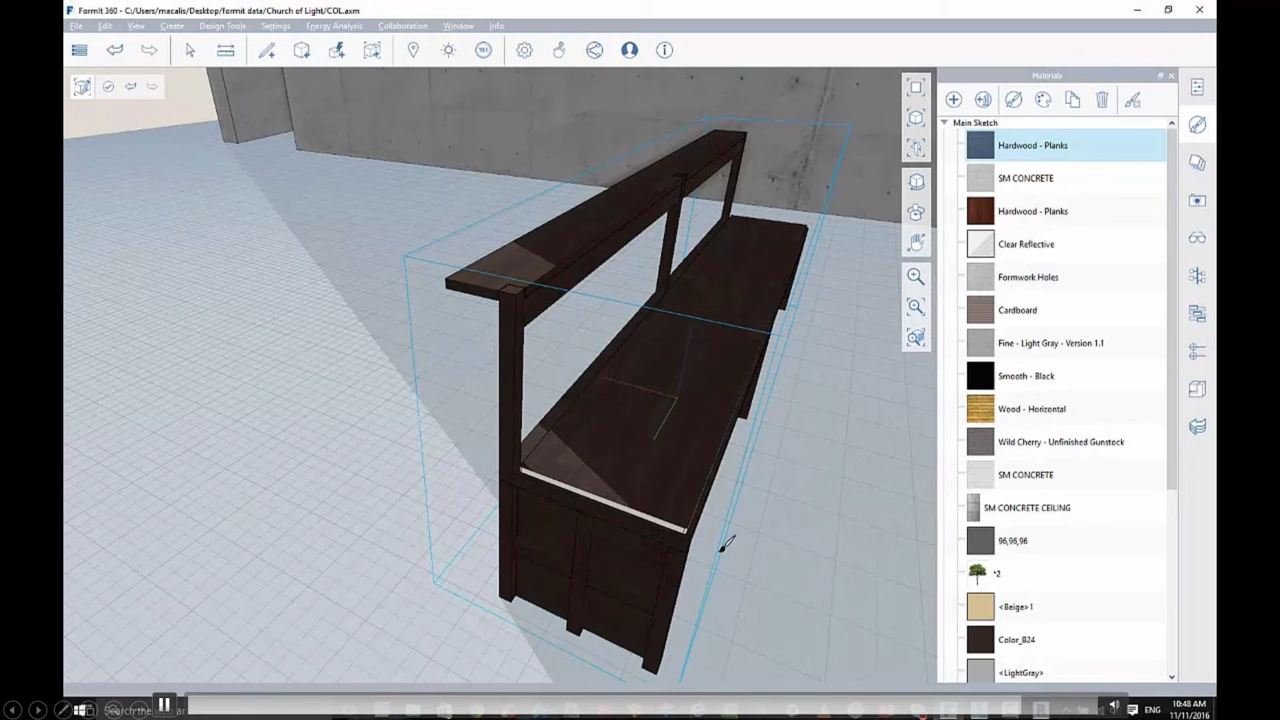 FormIt 360 - C:/Users/macalis/Desktop/formit data/Church of Light/COL.axm
File Edit View Create Design Tools Settings Energy Analysis Collaboration Window Info
Materials
Main Sketch
Hardwood - Planks
SM CONCRETE
Hardwood - Planks
Clear Reflective
Formwork Holes
Cardboard
Fine - Light Gray - Version 1.1
Smooth - Black
Wood - Horizontal
Wild Cherry - Unfinished Gunstock
SM CONCRETE
SM CONCRETE CEILING
96,96,96
*2
<Beige>1
Color_B24
<LightGray>
Search the
ENG
10:48 AM
11/11/2016